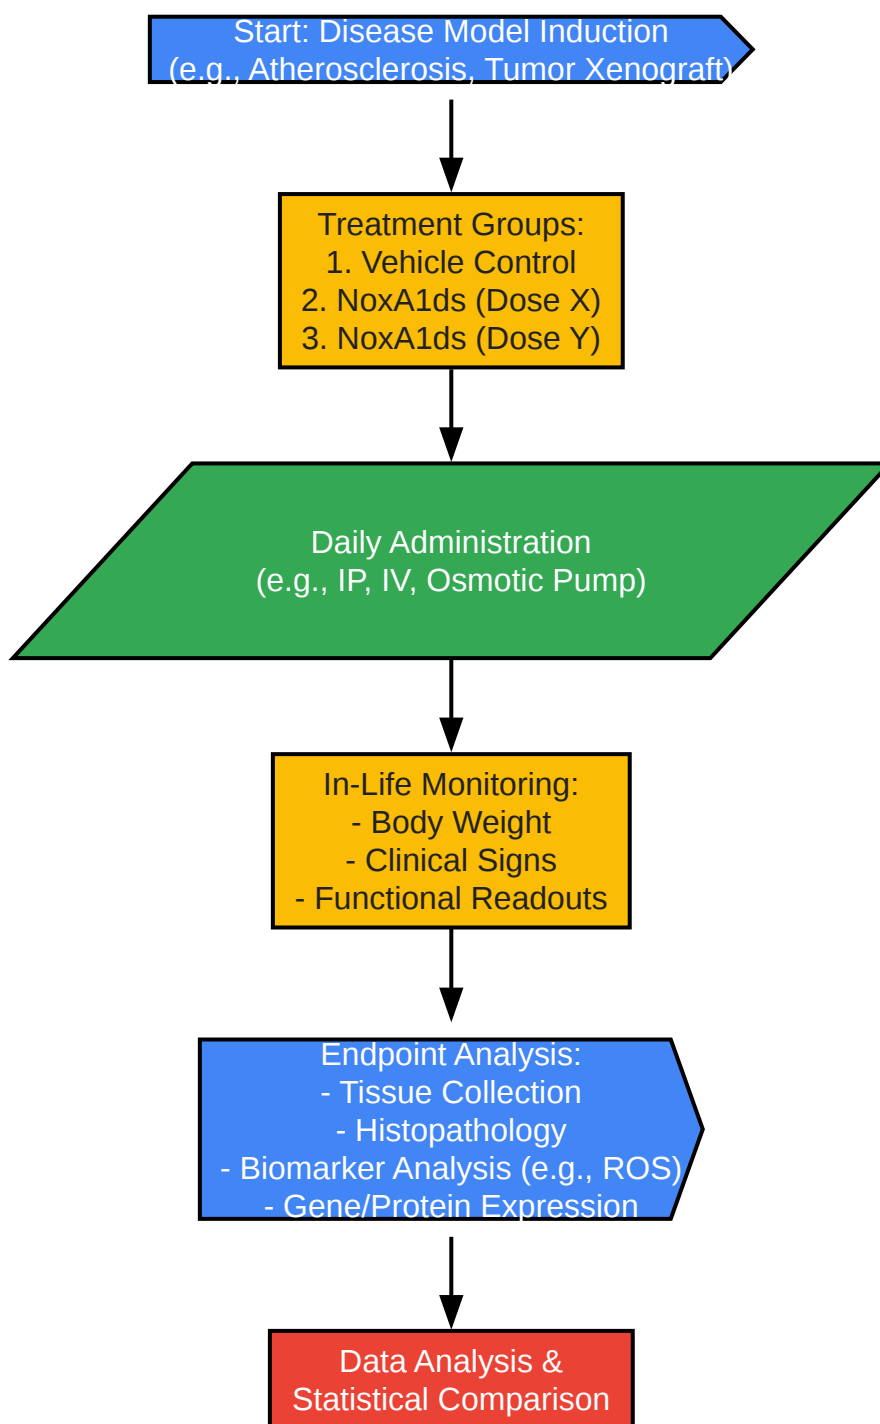 Start: Disease Model Induction
(e.g., Atherosclerosis, Tumor Xenograft)
Treatment Groups:
1. Vehicle Control
2. NoxA1ds (Dose X)
3. NoxA1ds (Dose Y)
Daily Administration
(e.g., IP, IV, Osmotic Pump)
In-Life Monitoring:
- Body Weight
- Clinical Signs
- Functional Readouts
Endpoint Analysis:
- Tissue Collection
- Histopathology
- Biomarker Analysis (e.g., ROS)
- Gene/Protein Expression
Data Analysis &
Statistical Comparison